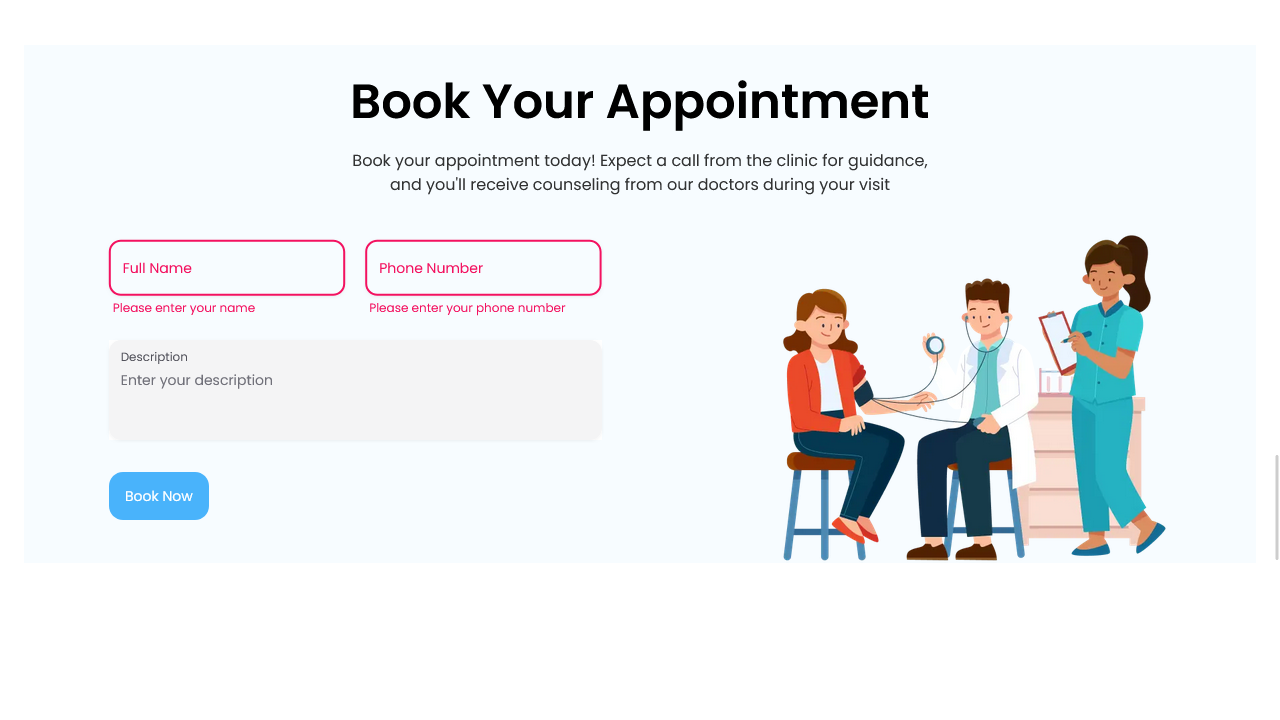 Book Your Appointment
Book your appointment today! Expect a call from the clinic for guidance,
and you'll receive counseling from our doctors during your visit
Full Name
Phone Number
Please enter your name
Please enter your phone number
Description
Enter your description
Book Now